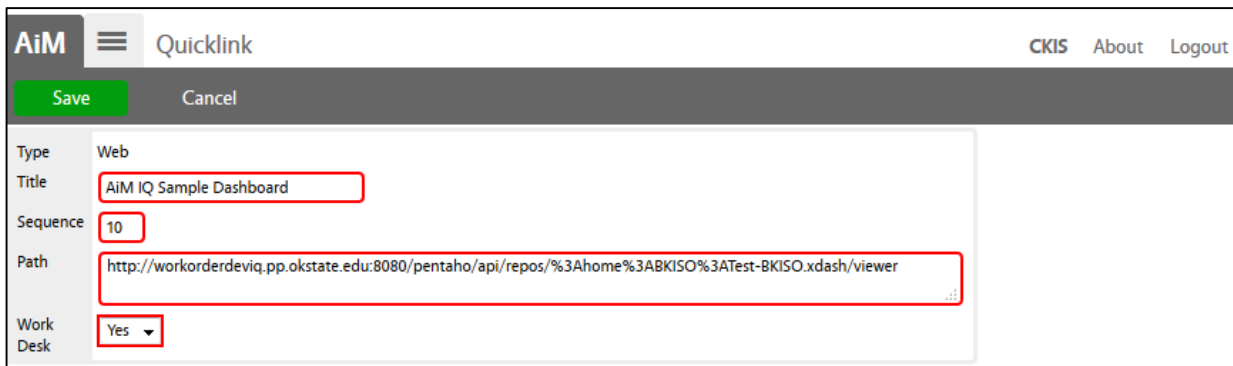 AiM Quicklink CKIS About Logout
Save Cancel
Type Web
Title AiM IQ Sample Dashboard
Sequence 10
Path http://workorderdeviq.pp.okstate.edu:8080/pentaho/api/repos/%3Ahome%3ABKISO%3ATest-BKISO.xdash/viewer
Work Yes
Desk